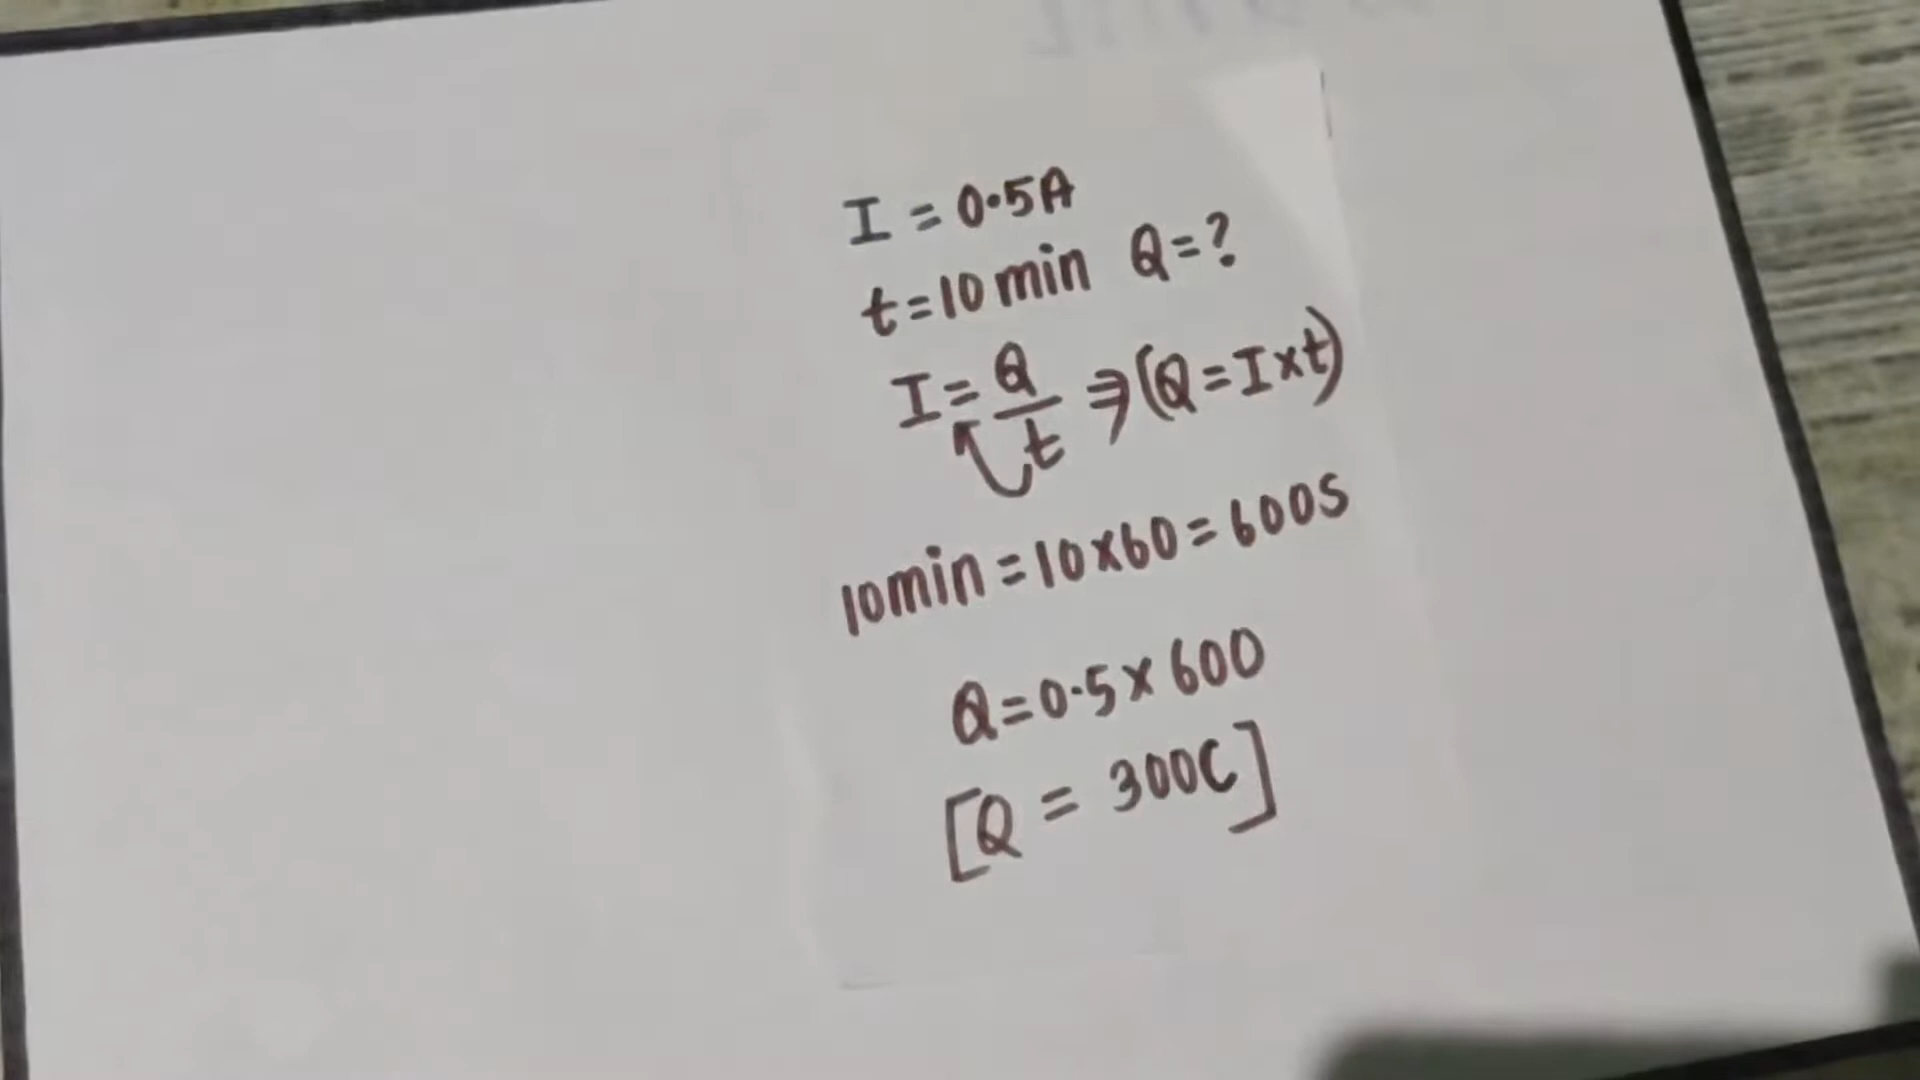 I = 0.5A
t = 10 min Q = ?
I = Q/t ⇒ (Q = I × t)
10min = 10 × 60 = 600S
Q = 0.5 × 600
[Q = 300C]